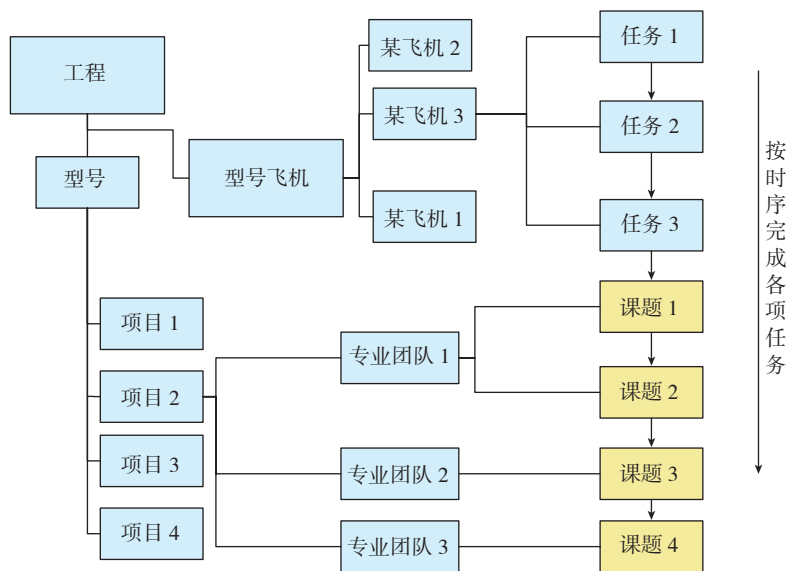 工程
型号
型号飞机
某飞机 2
某飞机 3
某飞机 1
任务 1
任务 2
任务 3
项目 1
项目 2
项目 3
项目 4
专业团队 1
专业团队 2
专业团队 3
课题 1
课题 2
课题 3
课题 4
按时序完成各项任务